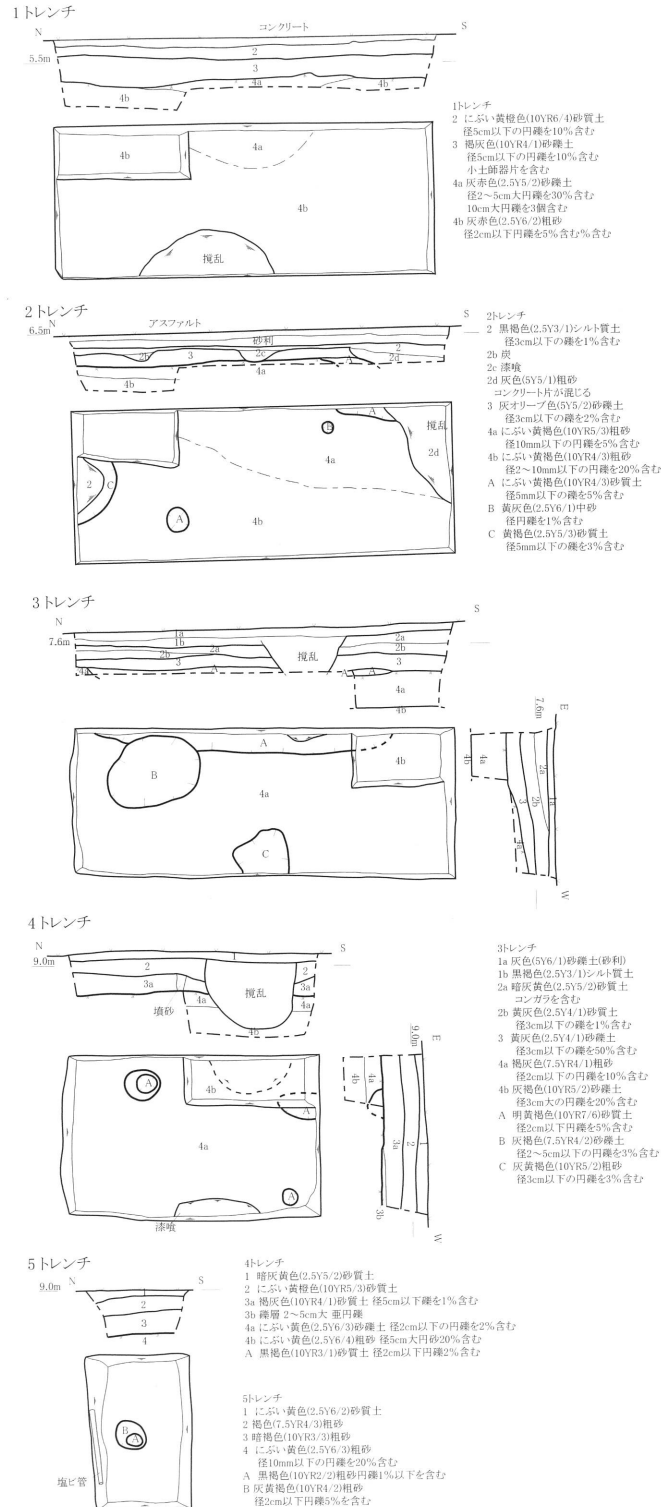 1トレンチ
N
コンクリート
S
5.5m
2
3
4a
4b
4b
4b
4a
4b
撹乱
1トレンチ
2 にぶい黄橙色(10YR6/4)砂質土
径5cm以下の円礫を10%含む
3 褐灰色(10YR4/1)砂礫土
径5cm以下の円礫を10%含む
小土師器片を含む
4a 灰赤色(2.5Y5/2)砂礫土
径2～5cm大円礫を30%含む
10cm大円礫を3個含む
4b 灰赤色(2.5Y6/2)粗砂
径2cm以下円礫を5%含む%含む
2トレンチ
N
アスファルト
S
6.5m
砂利
2b
3
2c
2
A
2d
4a
4b
B
A
撹乱
2d
4a
2
C
A
4b
2トレンチ
2 黒褐色(2.5Y3/1)シルト質土
径3cm以下の礫を1%含む
2b 炭
2c 漆喰
2d 灰色(5Y5/1)粗砂
コンクリート片が混じる
3 灰オリーブ色(5Y5/2)砂礫土
径3cm以下の礫を2%含む
4a にぶい黄褐色(10YR5/3)粗砂
径10mm以下の円礫を5%含む
4b にぶい黄褐色(10YR4/3)粗砂
径2～10mm以下の円礫を20%含む
A にぶい黄褐色(10YR4/3)砂質土
径5mm以下の礫を5%含む
B 黄灰色(2.5Y6/1)中砂
径円礫を1%含む
C 黄褐色(2.5Y5/3)砂質土
径5mm以下の礫を3%含む
3トレンチ
N
S
7.6m
1a
1b
2a
2b
3
A
4a
撹乱
2a
2b
3
A
A
4a
4b
A
B
4a
4b
C
7.6m
E
4b
4a
3
2b
2a
1a
4a
W
3トレンチ
1a 灰色(5Y6/1)砂礫土(砂利)
1b 黒褐色(2.5Y3/1)シルト質土
2a 暗灰黄色(2.5Y5/2)砂質土
コンガラを含む
2b 黄灰色(2.5Y4/1)砂質土
径3cm以下の礫を1%含む
3 黄灰色(2.5Y4/1)砂礫土
径3cm以下の礫を50%含む
4a 褐灰色(7.5YR4/1)粗砂
径2cm以下の円礫を10%含む
4b 灰褐色(10YR5/2)砂礫土
径3cm大の円礫を20%含む
A 明黄褐色(10YR7/6)砂質土
径2cm以下円礫を5%含む
B 灰褐色(7.5YR4/2)砂礫土
径2～5cm以下の円礫を3%含む
C 灰黄褐色(10YR5/2)粗砂
径3cm以下の円礫を3%含む
4トレンチ
N
S
9.0m
2
3a
4a
墳砂
撹乱
2
3a
4a
4b
A
4b
A
4a
A
漆喰
9.0m
E
4b
4a
3a
2
1
3b
W
4トレンチ
1 暗灰黄色(2.5Y5/2)砂質土
2 にぶい黄橙色(10YR5/3)砂質土
3a 褐灰色(10YR4/1)砂質土 径5cm以下礫を1%含む
3b 礫層 2～5cm大 亜円礫
4a にぶい黄色(2.5Y6/3)砂礫土 径2cm以下の円礫を2%含む
4b にぶい黄色(2.5Y6/4)粗砂 径5cm大円砂20%含む
A 黒褐色(10YR3/1)砂質土 径2cm以下円礫2%含む
5トレンチ
9.0m
N
S
1
2
3
4
B
A
塩ビ管
5トレンチ
1 にぶい黄色(2.5Y6/2)砂質土
2 褐色(7.5YR4/3)粗砂
3 暗褐色(10YR3/3)粗砂
4 にぶい黄色(2.5Y6/3)粗砂
径10mm以下の円礫を20%含む
A 黒褐色(10YR2/2)粗砂円礫1%以下を含む
B 灰黄褐色(10YR4/2)粗砂
径2cm以下円礫5%を含む